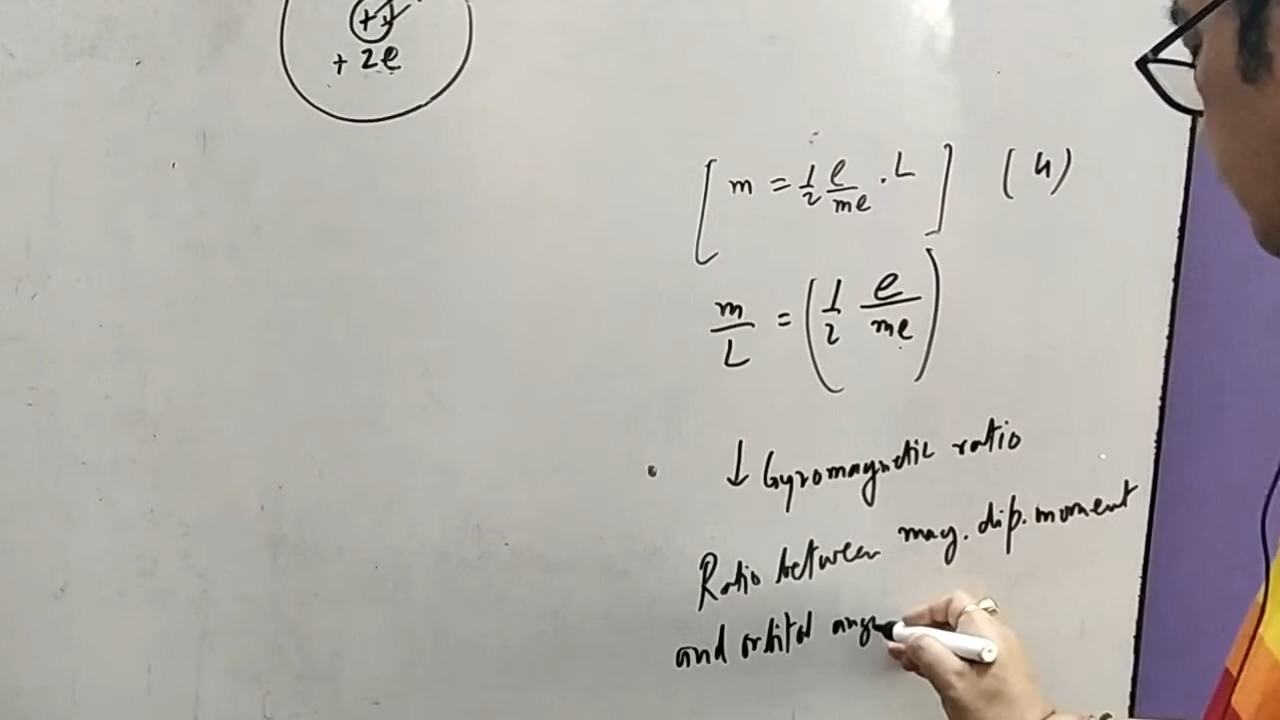 +
+ 2e
[ m = 1/2 e/me . L ] (4)
m/L = ( 1/2 e/me )
↓ Gyromagnetic ratio
Ratio between mag. dip. moment
and orbital ang